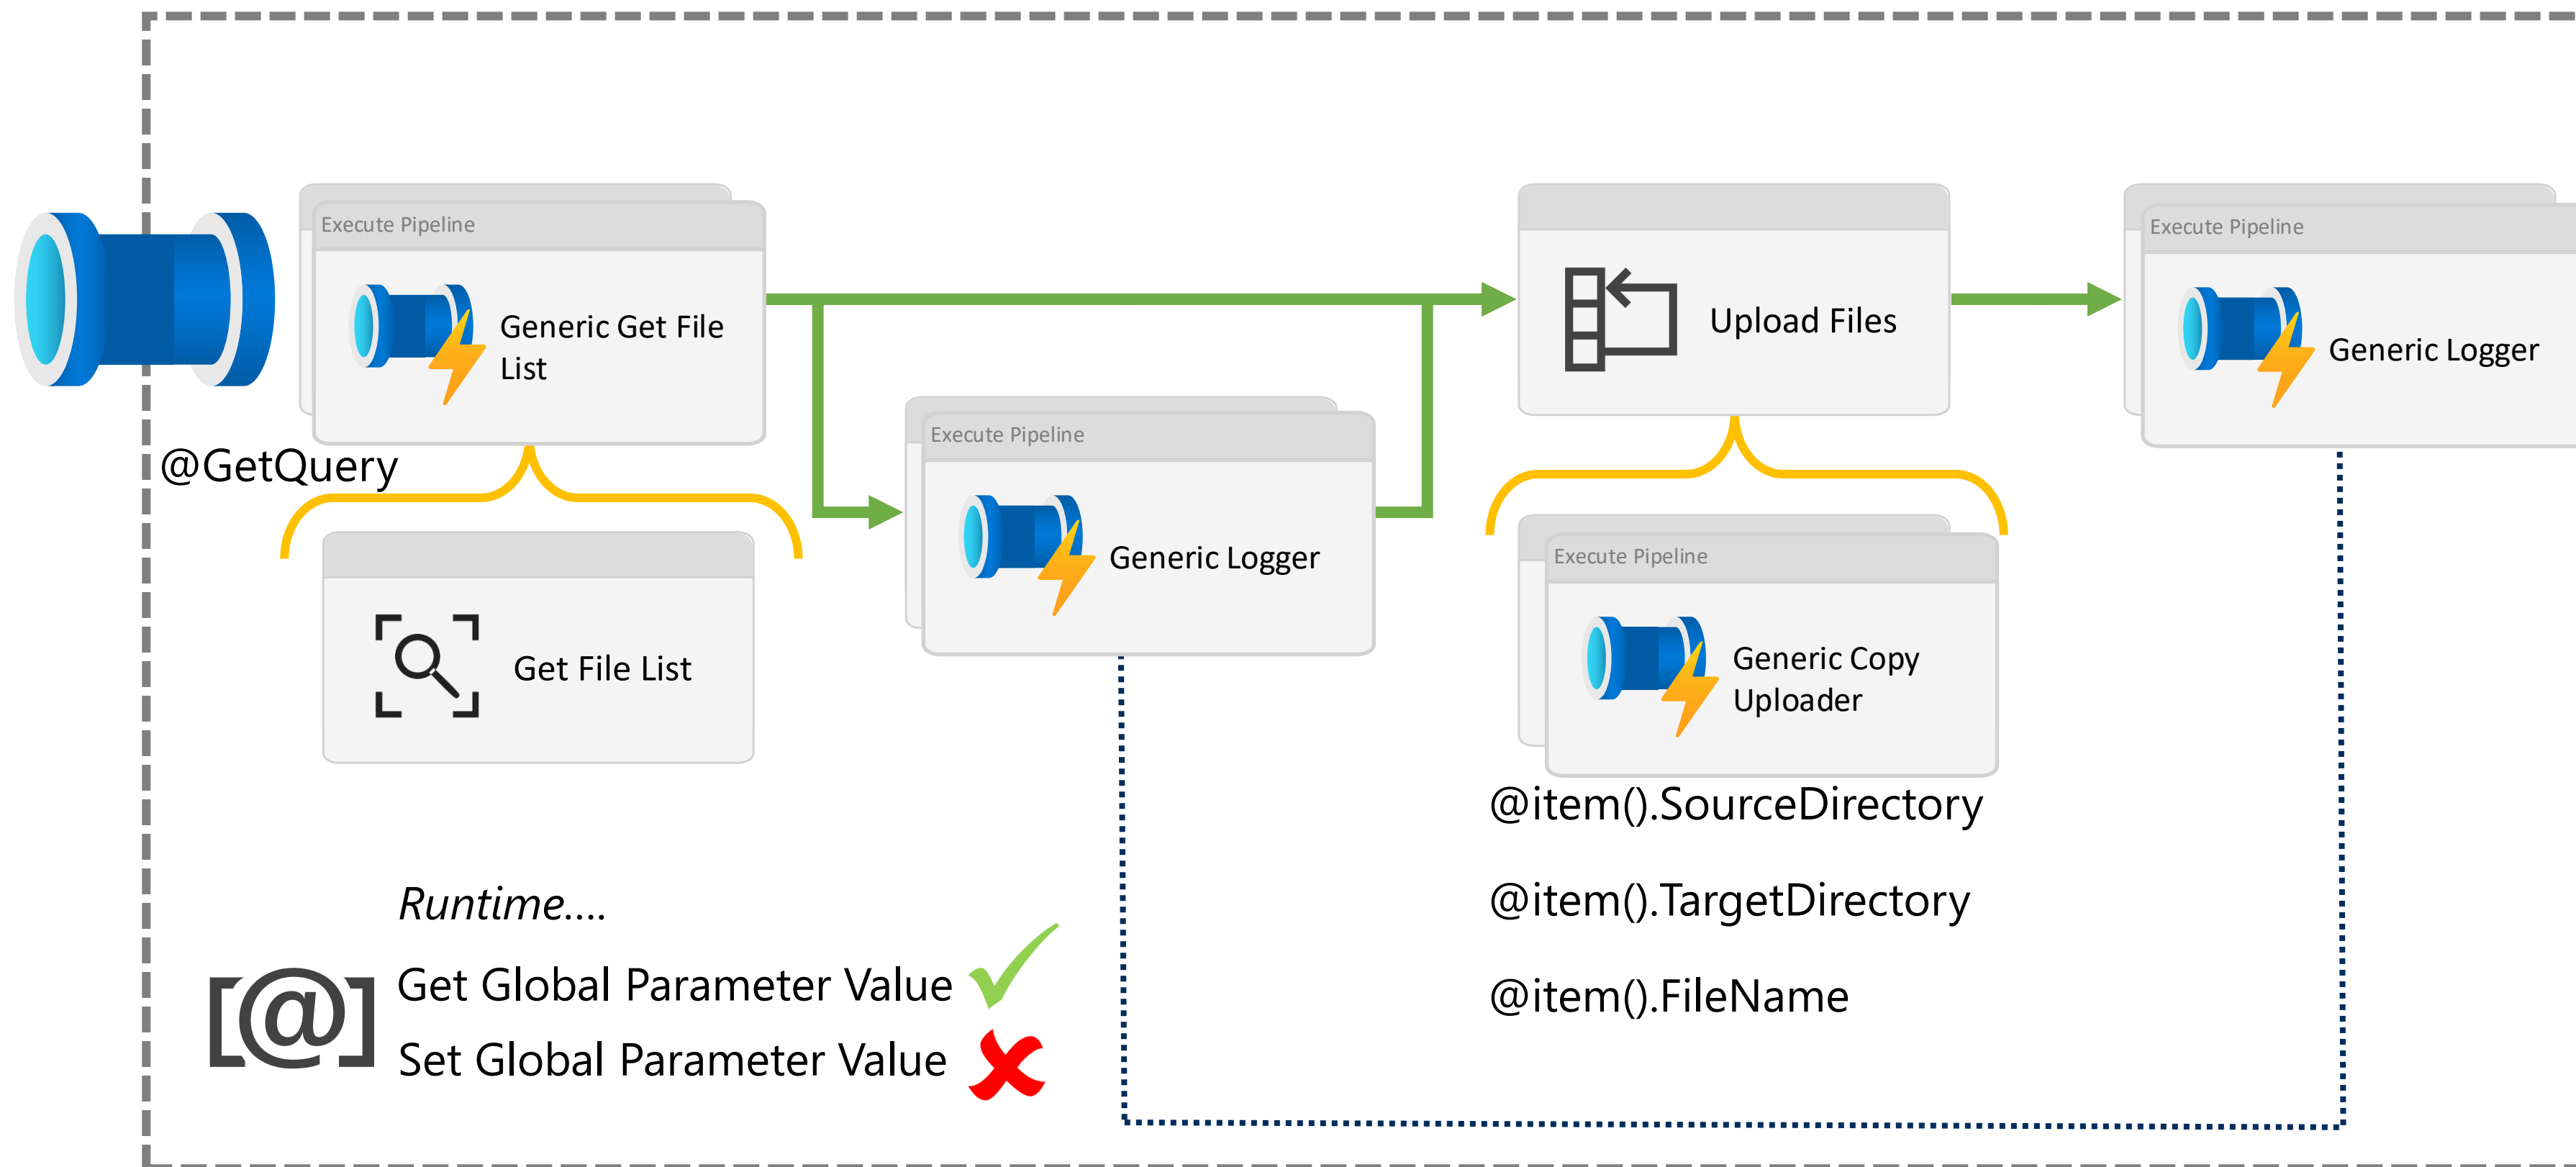 Execute Pipeline
Generic Get File
List
@GetQuery
Get File List
Execute Pipeline
Generic Logger
Upload Files
Execute Pipeline
Generic Copy
Uploader
@item().SourceDirectory
@item().TargetDirectory
@item().FileName
Execute Pipeline
Generic Logger
Runtime....
[@]
Get Global Parameter Value
Set Global Parameter Value